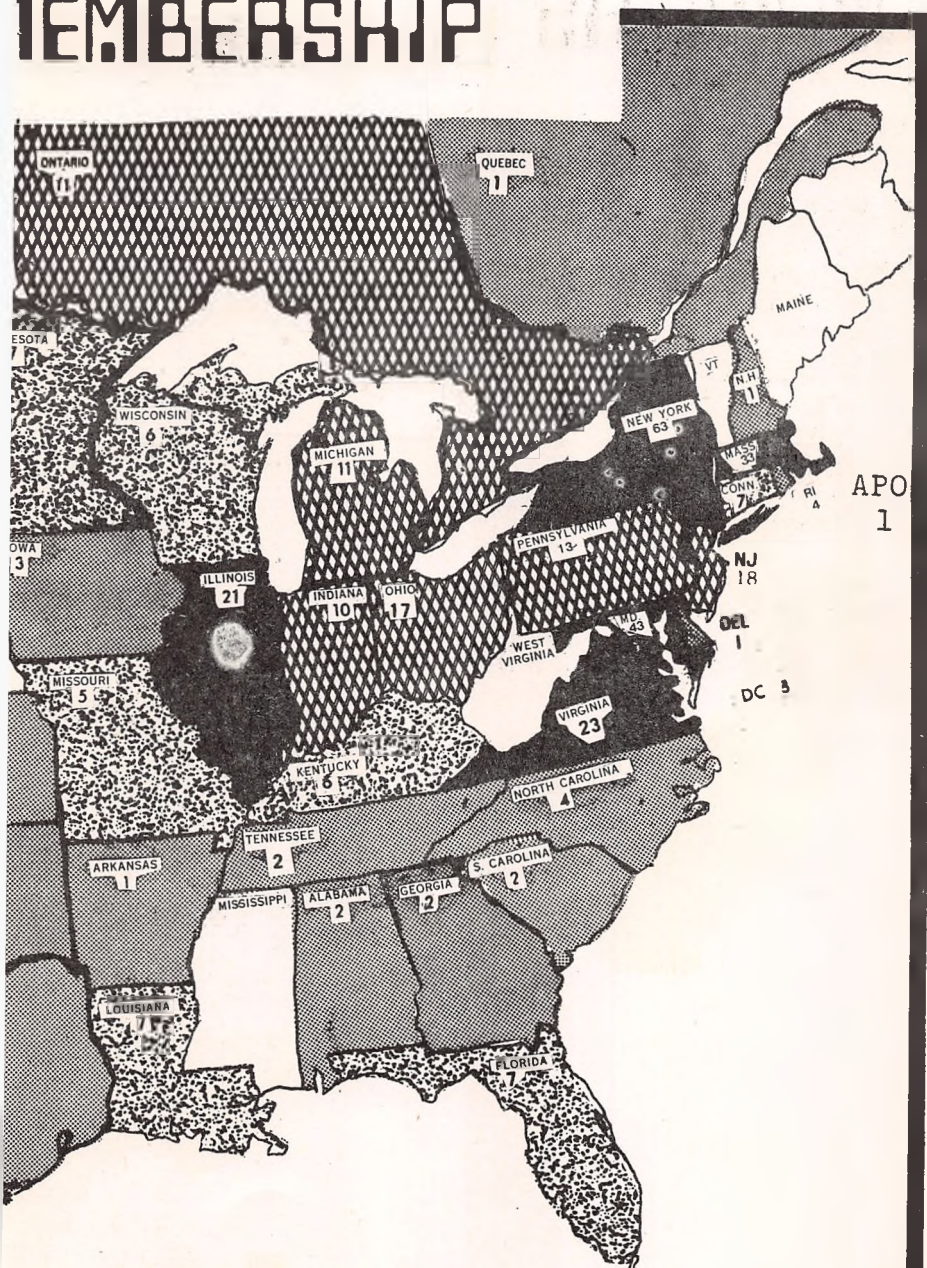 MEMBERSHIP
ONTARIO
11
QUEBEC
1
MAINE
ESOTA
7
WISCONSIN
6
MICHIGAN
11
NEW YORK
63
VT
N.H
1
MASS
33
CONN
7
RI
4
APO
1
OWA
3
ILLINOIS
21
INDIANA
10
OHIO
17
PENNSYLVANIA
13
NJ
18
MD.
43
DEL
1
DC 3
WEST
VIRGINIA
VIRGINIA
23
MISSOURI
5
KENTUCKY
6
NORTH CAROLINA
4
TENNESSEE
2
ARKANSAS
1
MISSISSIPPI
ALABAMA
2
GEORGIA
2
S. CAROLINA
2
LOUISIANA
7
FLORIDA
7